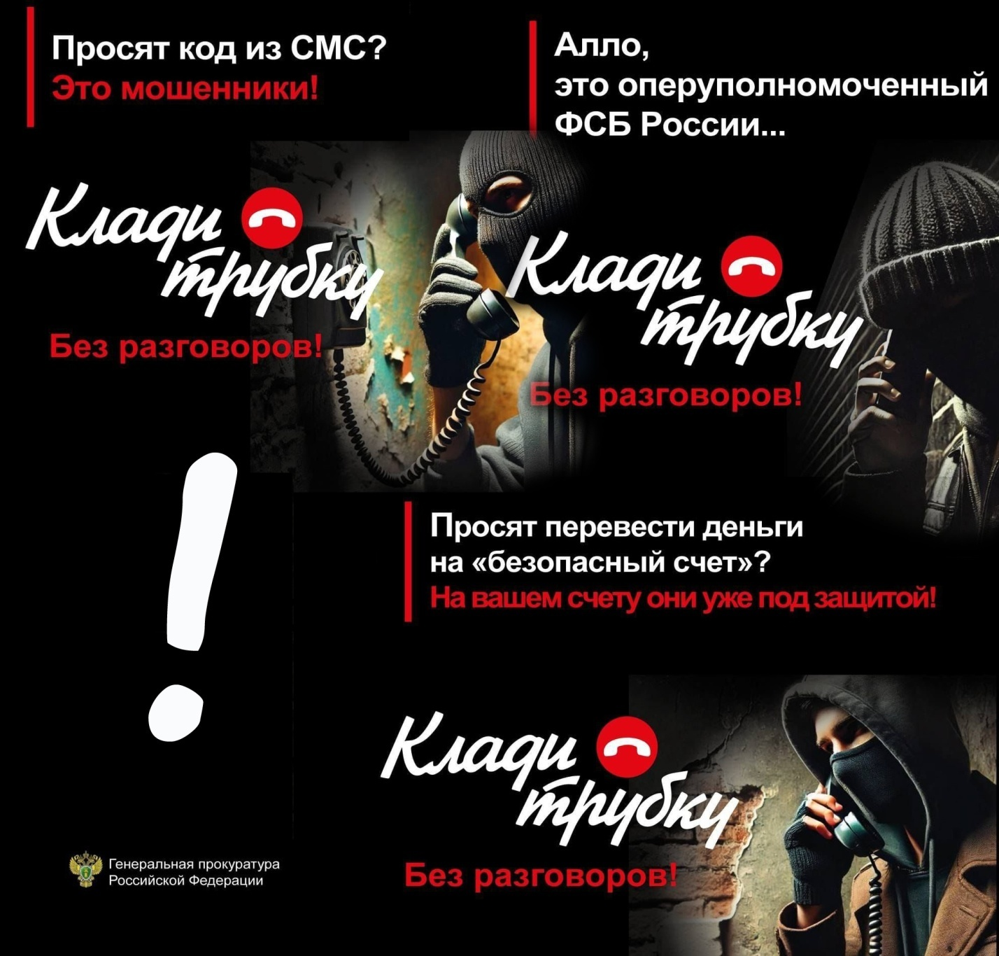 Просят код из СМС?
Это мошенники!
Клади
трубку
Без разговоров!
Алло,
это оперуполномоченный
ФСБ России...
Клади
трубку
Без разговоров!
Просят перевести деньги
на «безопасный счет»?
На вашем счету они уже под защитой!
Клади
трубку
Без разговоров!
!
Генеральная прокуратура
Российской Федерации